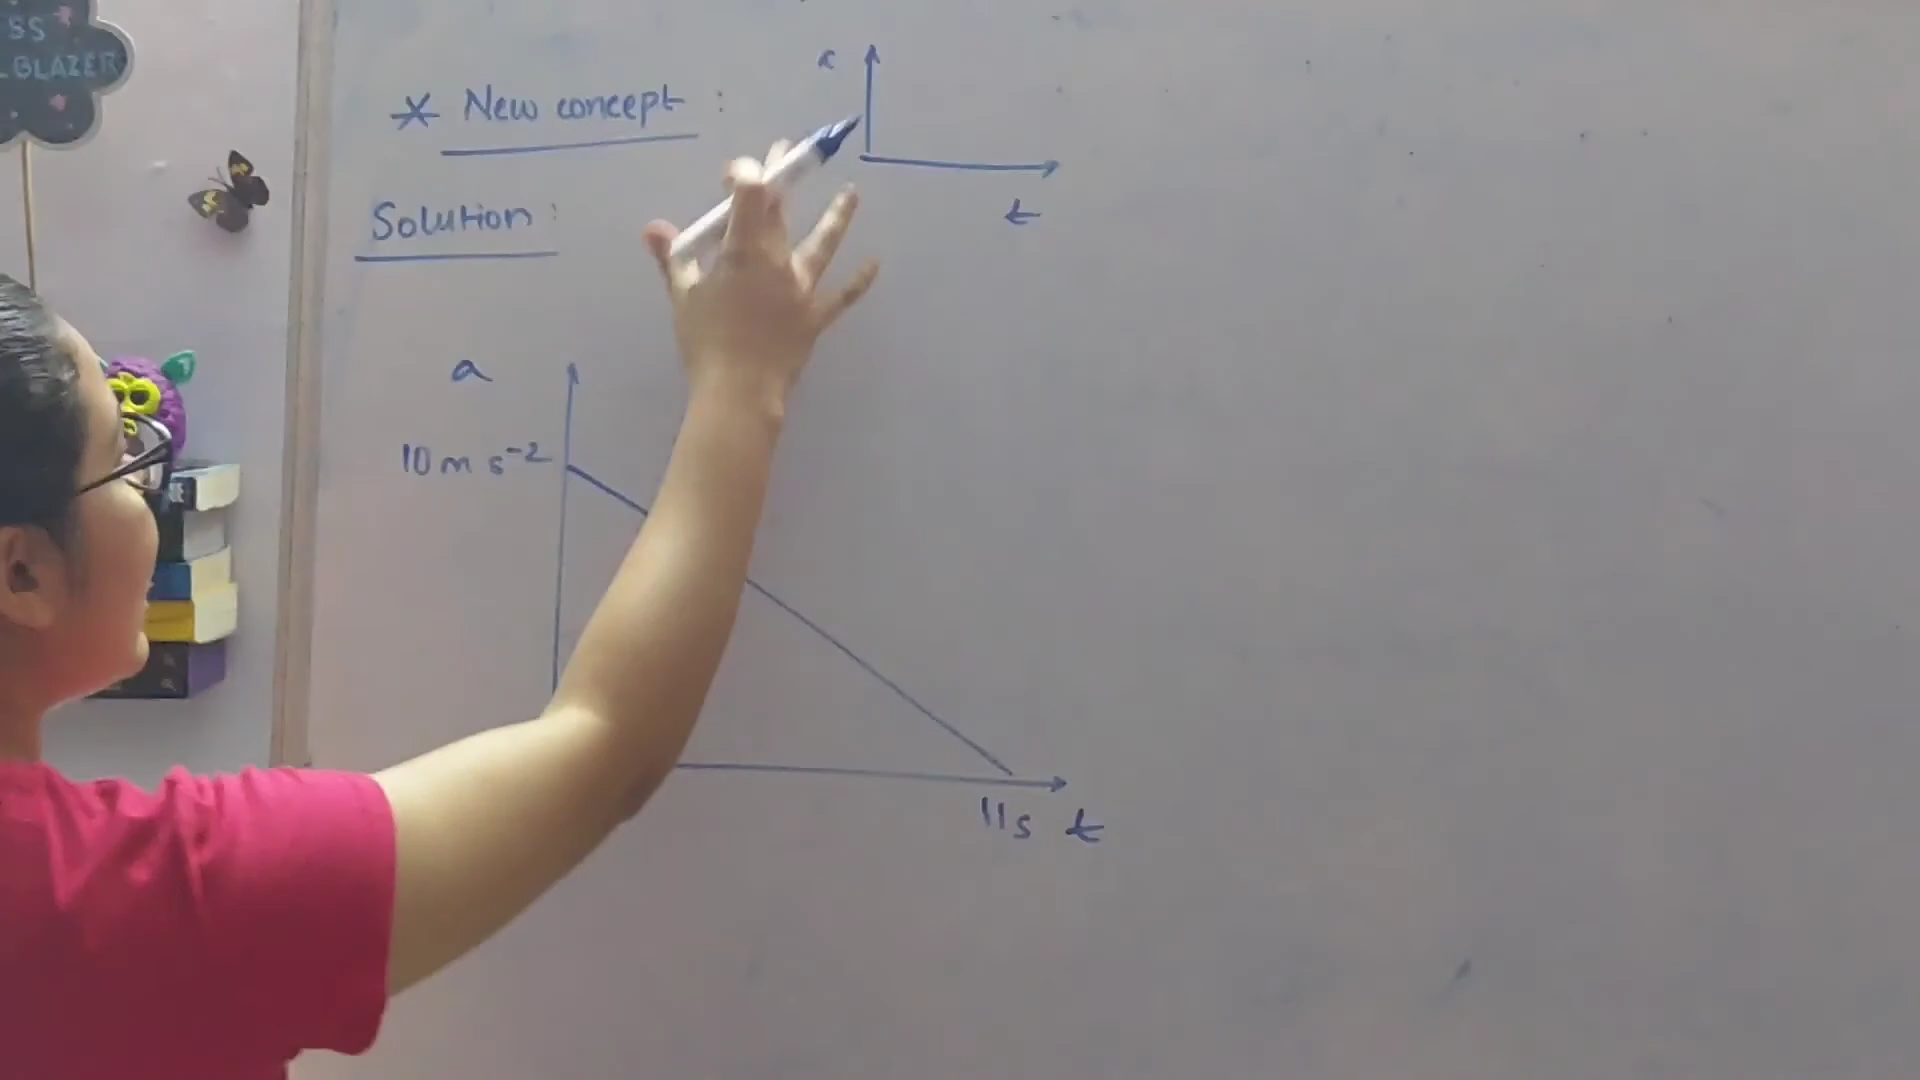 SS
BLAZER
* New concept :
t
Solution :
a
10 m s⁻²
11s t